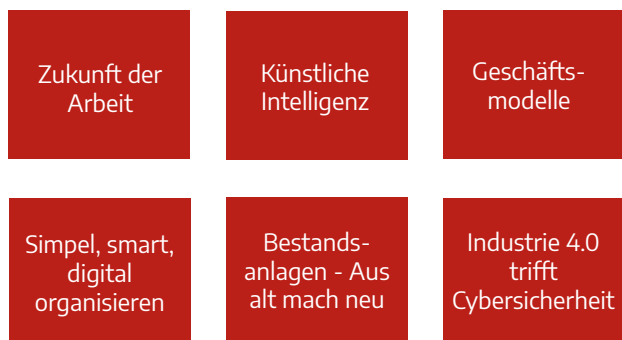 Zukunft der
Arbeit
Künstliche
Intelligenz
Geschäfts-
modelle
Simpel, smart,
digital
organisieren
Bestands-
anlagen - Aus
alt mach neu
Industrie 4.0
trifft
Cybersicherheit